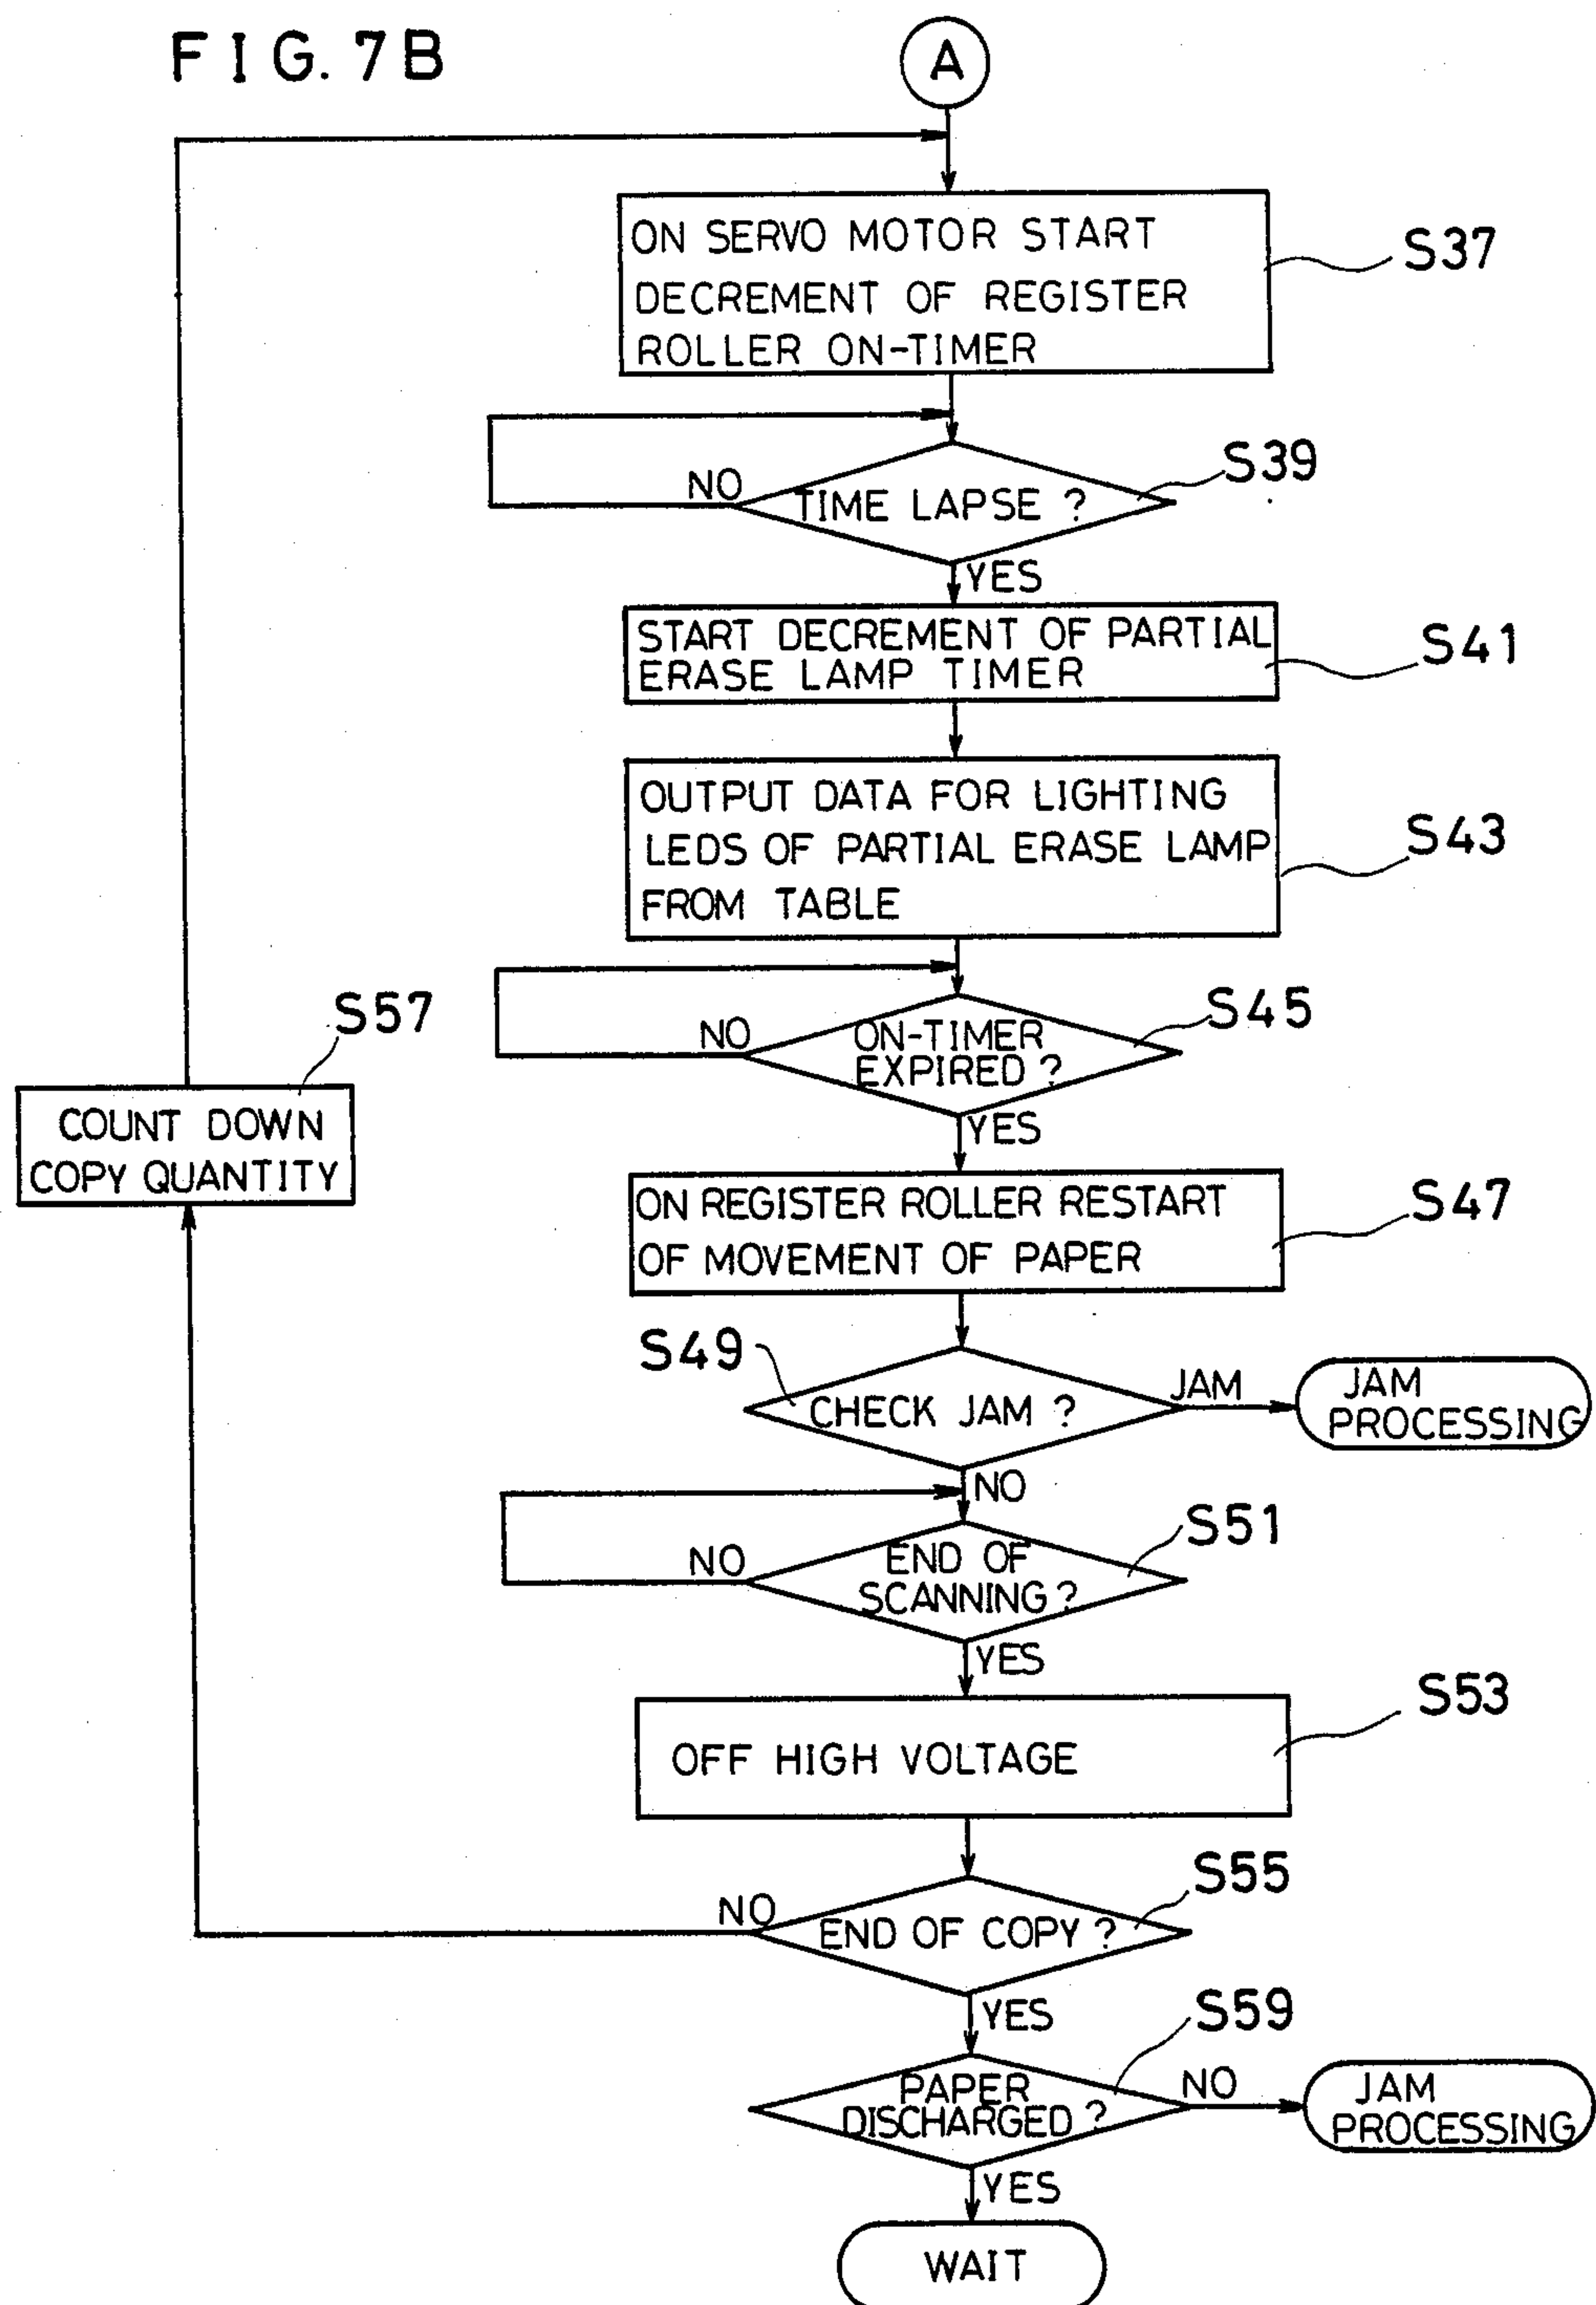 FIG. 7B
A
ON SERVO MOTOR START
DECREMENT OF REGISTER
ROLLER ON-TIMER
S37
NO
TIME LAPSE ?
S39
YES
START DECREMENT OF PARTIAL
ERASE LAMP TIMER
S41
OUTPUT DATA FOR LIGHTING
LEDS OF PARTIAL ERASE LAMP
FROM TABLE
S43
NO
ON-TIMER
EXPIRED ?
S45
YES
S57
COUNT DOWN
COPY QUANTITY
ON REGISTER ROLLER RESTART
OF MOVEMENT OF PAPER
S47
S49
CHECK JAM ?
JAM
JAM
PROCESSING
NO
NO
END OF
SCANNING ?
S51
YES
OFF HIGH VOLTAGE
S53
NO
END OF COPY ?
S55
YES
PAPER
DISCHARGED ?
S59
NO
JAM
PROCESSING
YES
WAIT